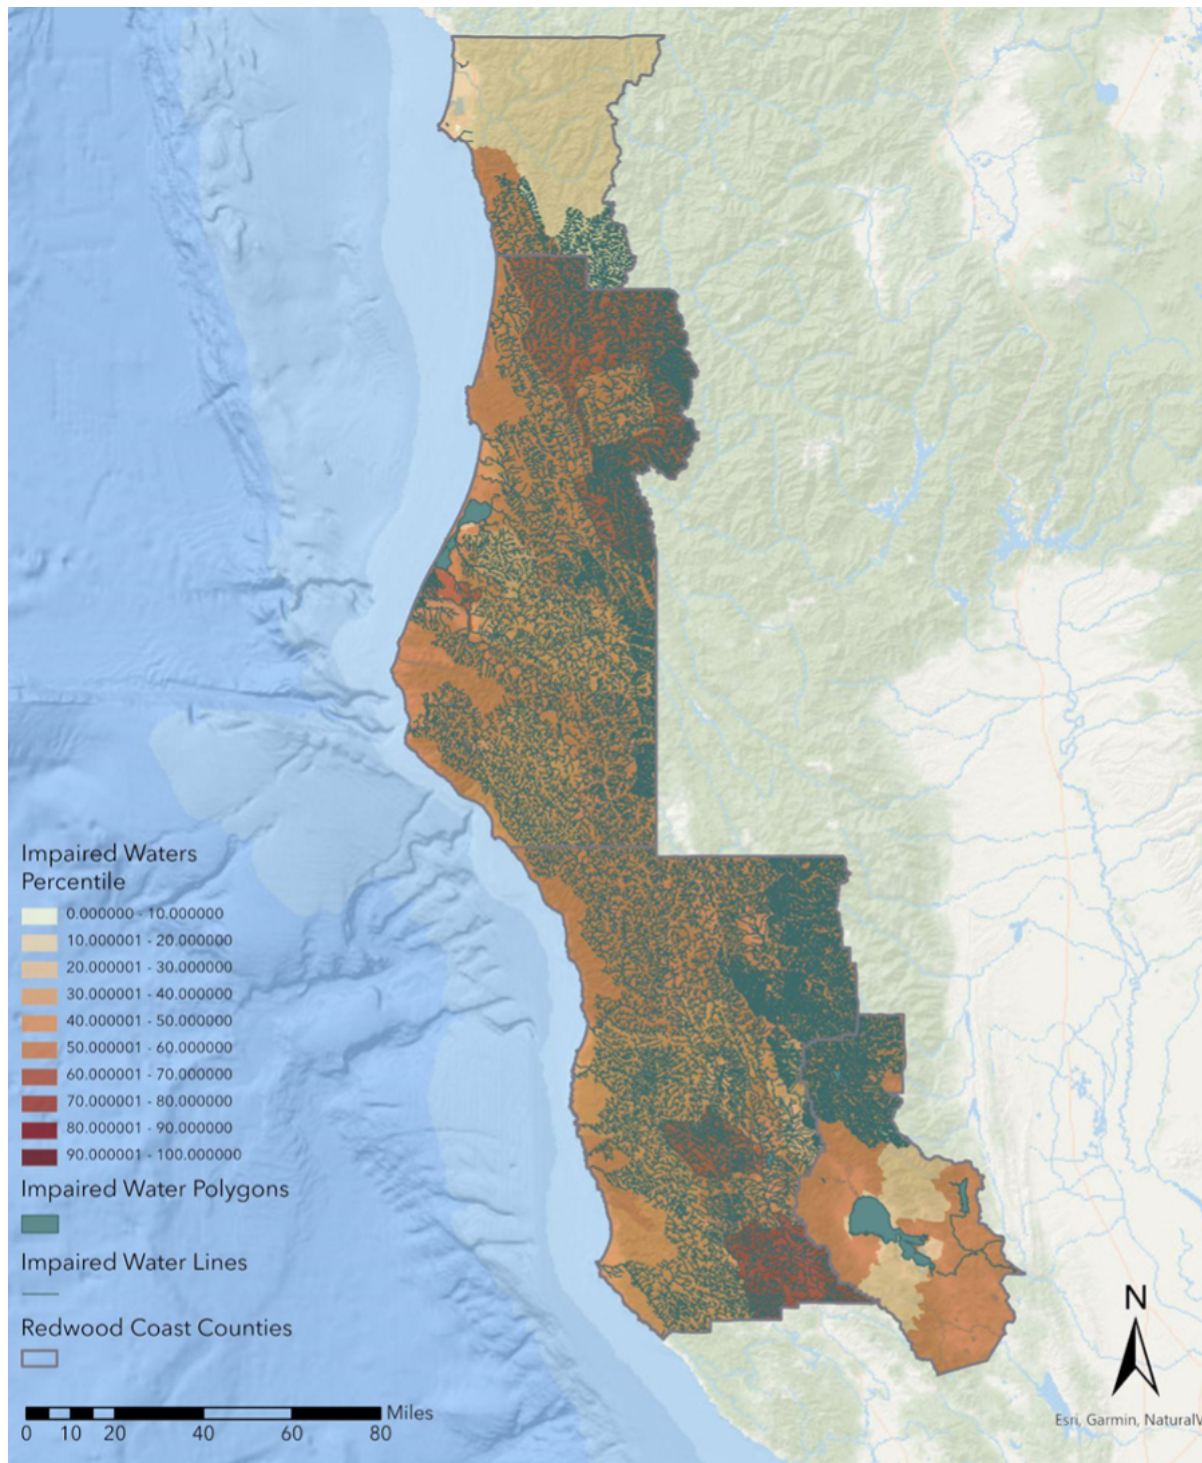 Impaired Waters
Percentile
0.000000 - 10.000000
10.000001 - 20.000000
20.000001 - 30.000000
30.000001 - 40.000000
40.000001 - 50.000000
50.000001 - 60.000000
60.000001 - 70.000000
70.000001 - 80.000000
80.000001 - 90.000000
90.000001 - 100.000000
Impaired Water Polygons
Impaired Water Lines
Redwood Coast Counties
Miles
0 10 20 40 60 80
N
Esri, Garmin, NaturalV